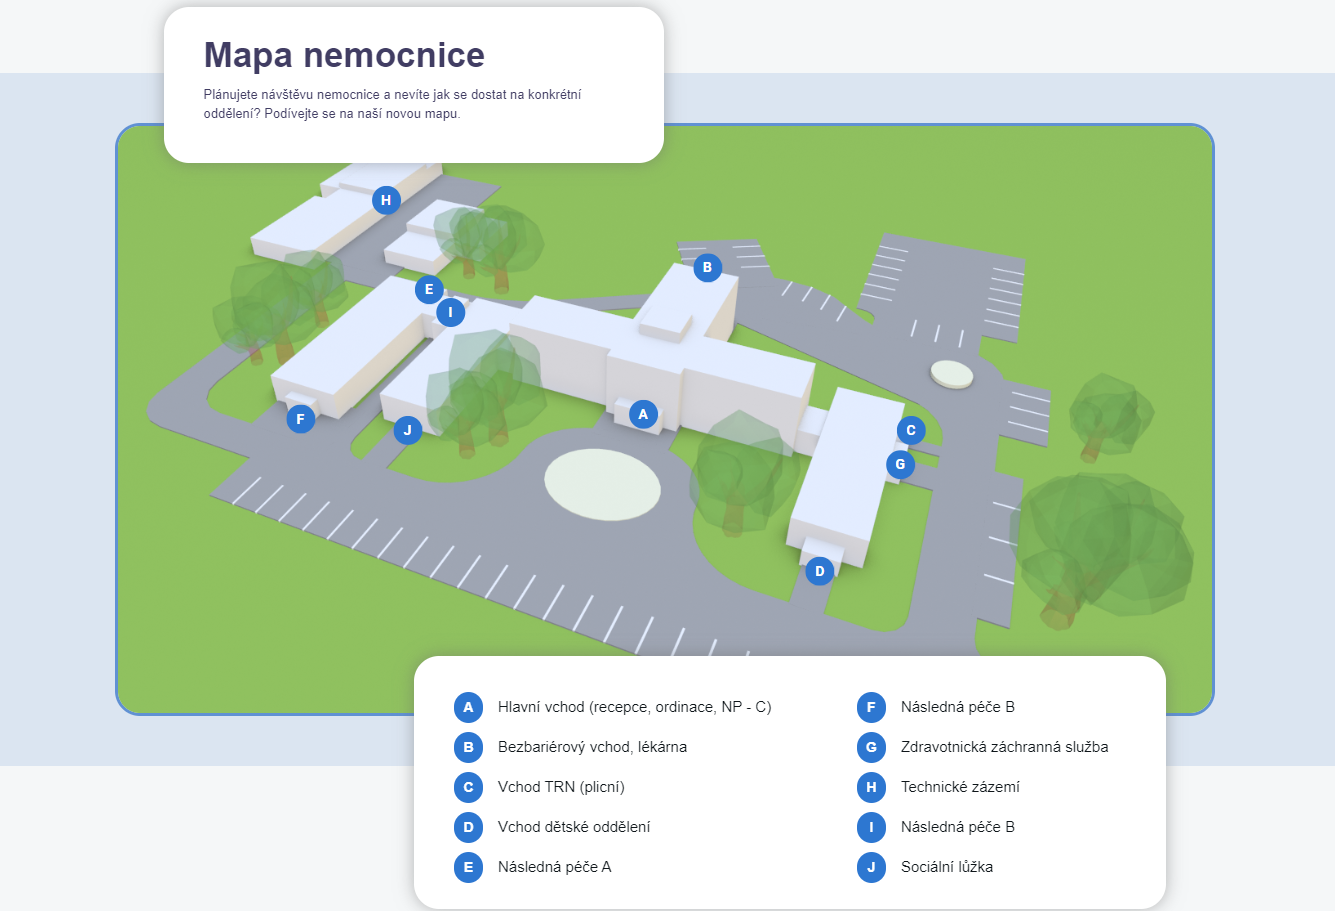 Mapa nemocnice
Plánujete návštěvu nemocnice a nevíte jak se dostat na konkrétní
oddělení? Podívejte se na naší novou mapu.
H
B
E
I
F
J
A
C
G
D
A Hlavní vchod (recepce, ordinace, NP - C)
B Bezbariérový vchod, lékárna
C Vchod TRN (plicní)
D Vchod dětské oddělení
E Následná péče A
F Následná péče B
G Zdravotnická záchranná služba
H Technické zázemí
I Následná péče B
J Sociální lůžka